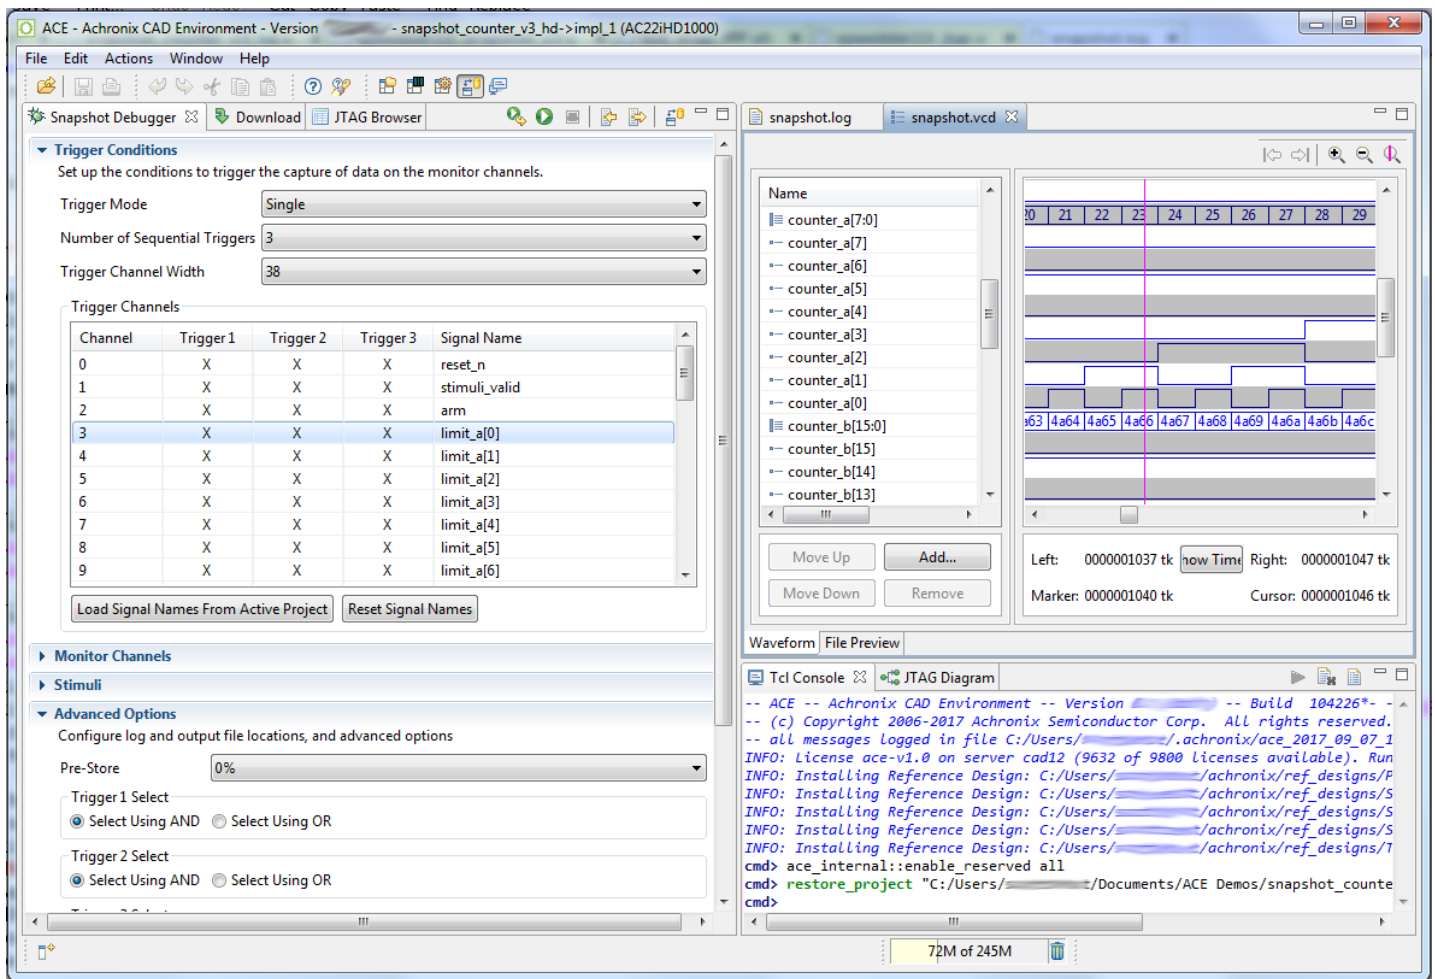 ACE - Achronix CAD Environment - Version - snapshot_counter_v3_hd->impl_1 (AC22iHD1000)
File Edit Actions Window Help
Snapshot Debugger Download JTAG Browser
Trigger Conditions
Set up the conditions to trigger the capture of data on the monitor channels.
Trigger Mode Single
Number of Sequential Triggers 3
Trigger Channel Width 38
Trigger Channels
Channel Trigger 1 Trigger 2 Trigger 3 Signal Name
0 X X X reset_n
1 X X X stimuli_valid
2 X X X arm
3 X X X limit_a[0]
4 X X X limit_a[1]
5 X X X limit_a[2]
6 X X X limit_a[3]
7 X X X limit_a[4]
8 X X X limit_a[5]
9 X X X limit_a[6]
Load Signal Names From Active Project Reset Signal Names
Monitor Channels
Stimuli
Advanced Options
Configure log and output file locations, and advanced options
Pre-Store 0%
Trigger 1 Select
Select Using AND Select Using OR
Trigger 2 Select
Select Using AND Select Using OR
snapshot.log snapshot.vcd
Name
counter_a[7:0]
counter_a[7]
counter_a[6]
counter_a[5]
counter_a[4]
counter_a[3]
counter_a[2]
counter_a[1]
counter_a[0]
counter_b[15:0]
counter_b[15]
counter_b[14]
counter_b[13]
20 21 22 23 24 25 26 27 28 29
a63 4a64 4a65 4a66 4a67 4a68 4a69 4a6a 4a6b 4a6c
Move Up Add...
Move Down Remove
Left: 0000001037 tk how Time Right: 0000001047 tk
Marker: 0000001040 tk Cursor: 0000001046 tk
Waveform File Preview
Tcl Console JTAG Diagram
-- ACE -- Achronix CAD Environment -- Version -- Build 104226*- -
-- (c) Copyright 2006-2017 Achronix Semiconductor Corp. All rights reserved.
-- all messages logged in file C:/Users/ /.achronix/ace_2017_09_07_1
INFO: License ace-v1.0 on server cad12 (9632 of 9800 licenses available). Run
INFO: Installing Reference Design: C:/Users/ /achronix/ref_designs/P
INFO: Installing Reference Design: C:/Users/ /achronix/ref_designs/S
INFO: Installing Reference Design: C:/Users/ /achronix/ref_designs/S
INFO: Installing Reference Design: C:/Users/ /achronix/ref_designs/S
INFO: Installing Reference Design: C:/Users/ /achronix/ref_designs/T
cmd> ace_internal::enable_reserved all
cmd> restore_project "C:/Users/ /Documents/ACE Demos/snapshot_counte
cmd>
72M of 245M